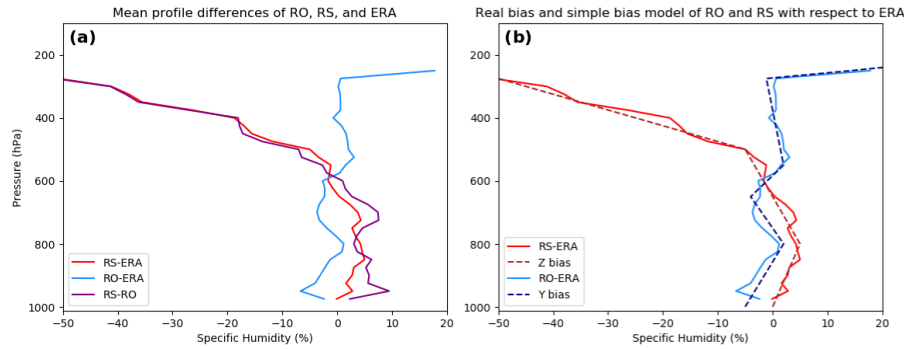 Mean profile differences of RO, RS, and ERA
(a)
200
400
600
800
1000
Pressure (hPa)
RS-ERA
RO-ERA
RS-RO
−50 −40 −30 −20 −10 0 10 20
Specific Humidity (%)
Real bias and simple bias model of RO and RS with respect to ERA
(b)
200
400
600
800
1000
RS-ERA
Z bias
RO-ERA
Y bias
−50 −40 −30 −20 −10 0 10 20
Specific Humidity (%)